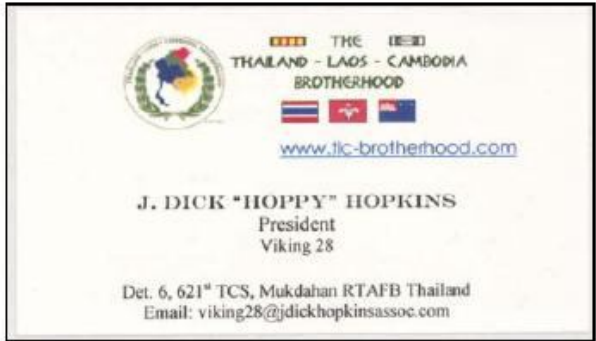 THE
THAILAND - LAOS - CAMBODIA
BROTHERHOOD
www.tlc-brotherhood.com
J. DICK "HOPPY" HOPKINS
President
Viking 28
Det. 6, 621st TCS, Mukdahan RTAFB Thailand
Email: viking28@jdickhopkinsassoc.com